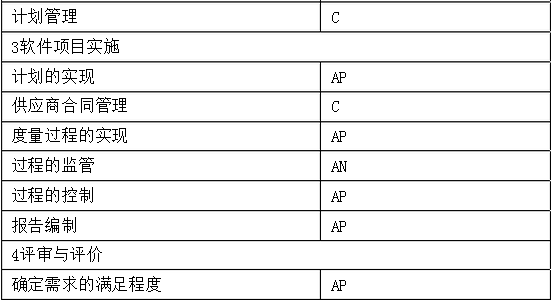 计划管理 C
3软件项目实施
计划的实现 AP
供应商合同管理 C
度量过程的实现 AP
过程的监管 AN
过程的控制 AP
报告编制 AP
4评审与评价
确定需求的满足程度 AP